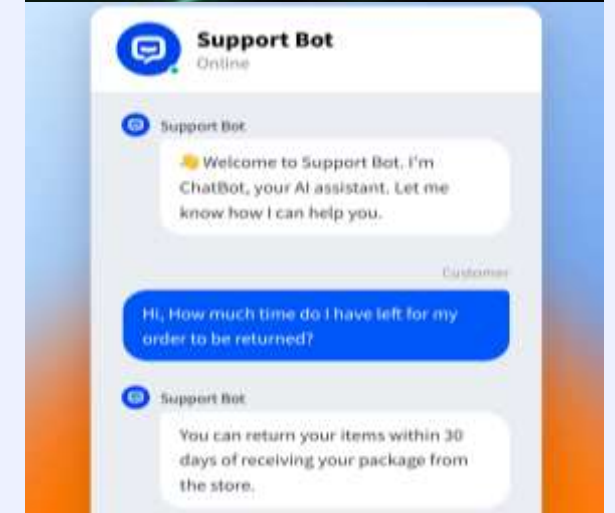 Support Bot
Online
Support Bot
👋 Welcome to Support Bot. I'm
ChatBot, your AI assistant. Let me
know how I can help you.
Customer
Hi, How much time do I have left for my
order to be returned?
Support Bot
You can return your items within 30
days of receiving your package from
the store.